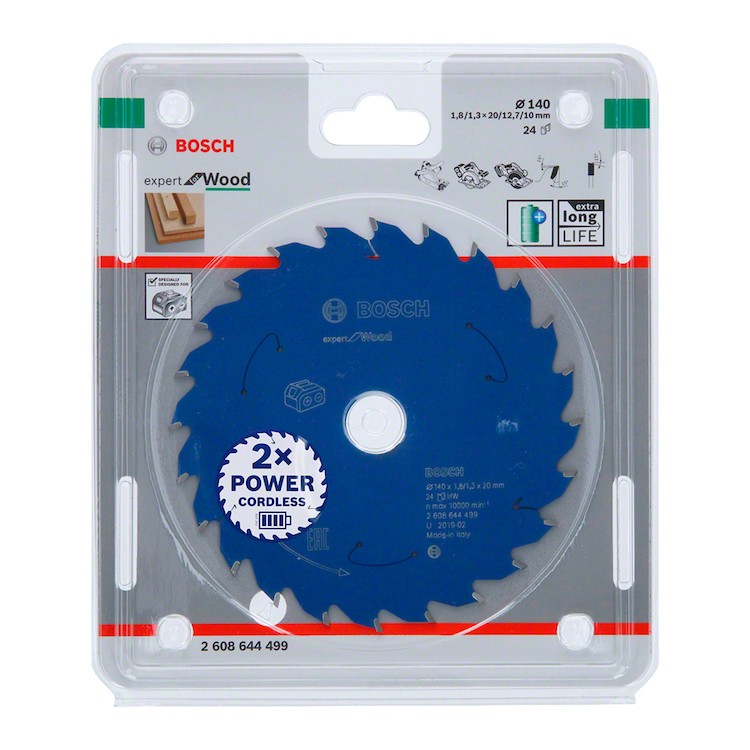 BOSCH
expert for Wood
SPECIALLY
DESIGNED FOR
Ø 140
1,8/1,3 × 20/12,7/10 mm
24
extra
long
LIFE
BOSCH
expert for Wood
2×
POWER
CORDLESS
BOSCH
Ø 140 x 1,8/1,3 x 20 mm
24 HW
n max 10000 min⁻¹
2 608 644 499
U 2019-02
Made in Italy
EAC
2 608 644 499